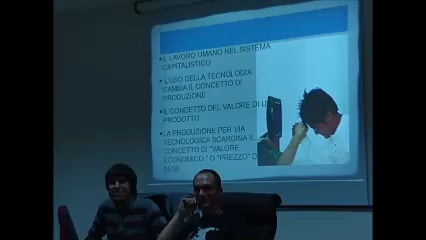 ▪IL LAVORO UMANO NEL SISTEMA
CAPITALISTICO
▪ L'USO DELLA TECNOLOGIA
CAMBIA IL CONCETTO DI
PRODUZIONE
▪IL CONCETTO DEL VALORE DI U
PRODOTTO
▪LA PRODUZIONE PER VIA
TECNOLOGICA SCARDINA IL
CONCETTO DI "VALORE
ECONOMICO " O "PREZZO" D
BENE